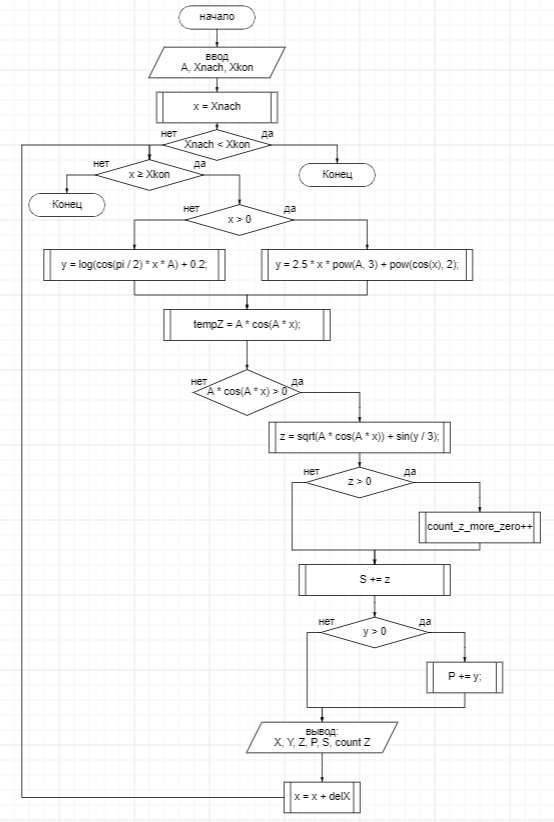 начало
ввод
A, Xnach, Xkon
x = Xnach
нет
да
Xnach < Xkon
нет
да
x ≥ Xkon
Конец
Конец
нет
да
x > 0
y = log(cos(pi / 2) * x * A) + 0.2;
y = 2.5 * x * pow(A, 3) + pow(cos(x), 2);
tempZ = A * cos(A * x);
нет
да
A * cos(A * x) > 0
z = sqrt(A * cos(A * x)) + sin(y / 3);
нет
да
z > 0
count_z_more_zero++
S += z
нет
да
y > 0
P += y;
вывод:
X, Y, Z, P, S, count Z
x = x + delX